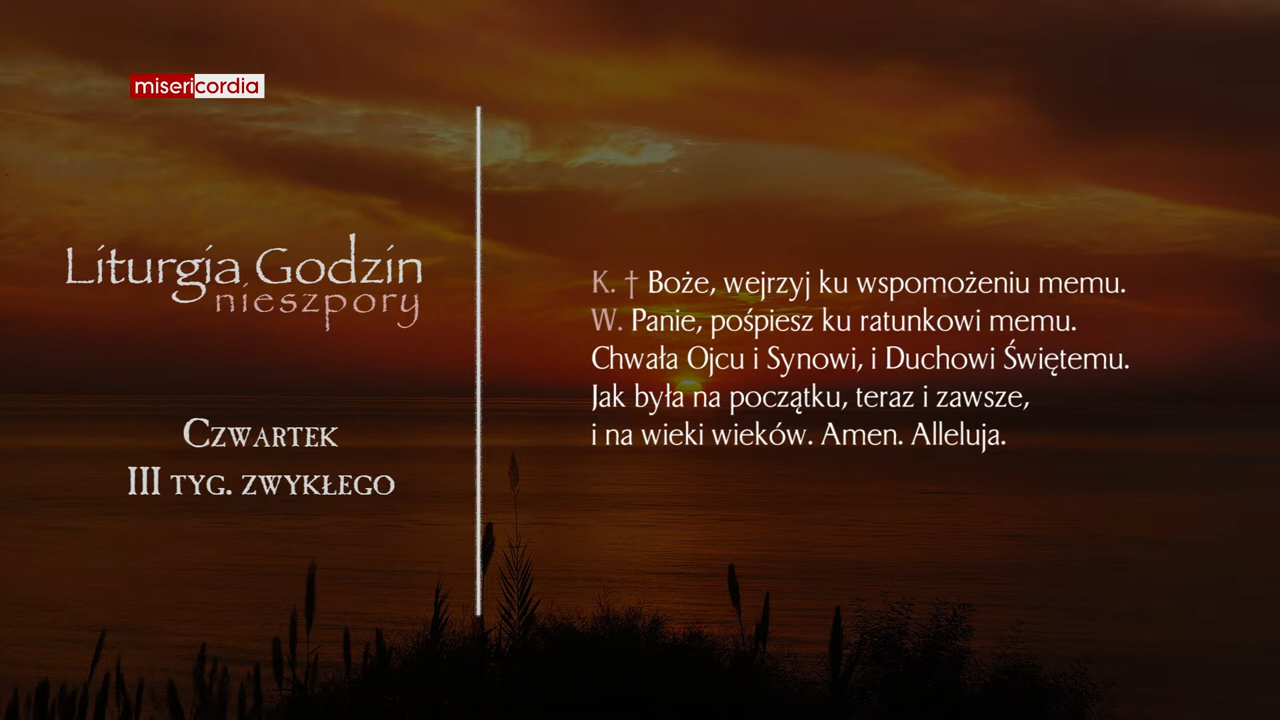 misericordia
Liturgia Godzin
nieszpory
Czwartek
III tyg. zwykłego
K. † Boże, wejrzyj ku wspomożeniu memu.
W. Panie, pośpiesz ku ratunkowi memu.
Chwała Ojcu i Synowi, i Duchowi Świętemu.
Jak była na początku, teraz i zawsze,
i na wieki wieków. Amen. Alleluja.